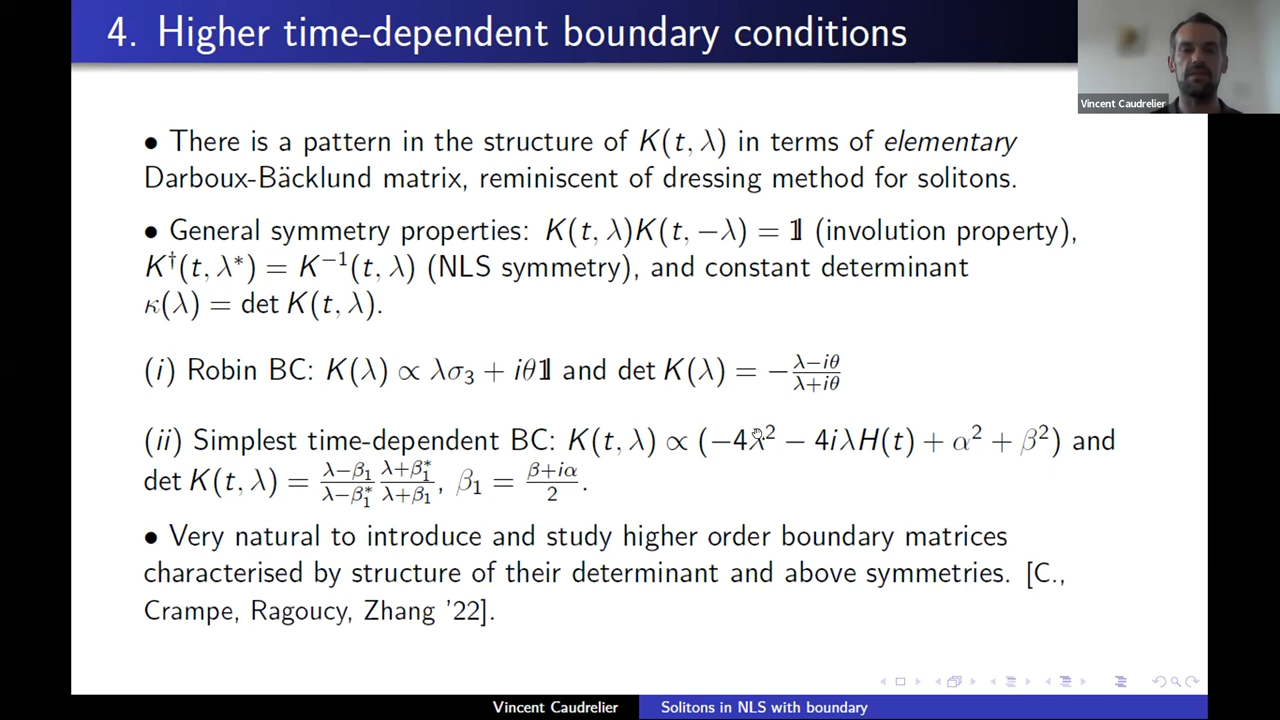 4. Higher time-dependent boundary conditions
Vincent Caudrelier
• There is a pattern in the structure of K(t, λ) in terms of elementary
Darboux-Bäcklund matrix, reminiscent of dressing method for solitons.
• General symmetry properties: K(t, λ)K(t, −λ) = 𝟙 (involution property),
K†(t, λ*) = K⁻¹(t, λ) (NLS symmetry), and constant determinant
κ(λ) = det K(t, λ).
(i) Robin BC: K(λ) ∝ λσ₃ + iθ𝟙 and det K(λ) = −(λ−iθ)/(λ+iθ)
(ii) Simplest time-dependent BC: K(t, λ) ∝ (−4λ² − 4iλH(t) + α² + β²) and
det K(t, λ) = (λ−β₁)/(λ−β₁*) (λ+β₁*)/(λ+β₁), β₁ = (β+iα)/2.
• Very natural to introduce and study higher order boundary matrices
characterised by structure of their determinant and above symmetries. [C.,
Crampe, Ragoucy, Zhang '22].
Vincent Caudrelier Solitons in NLS with boundary